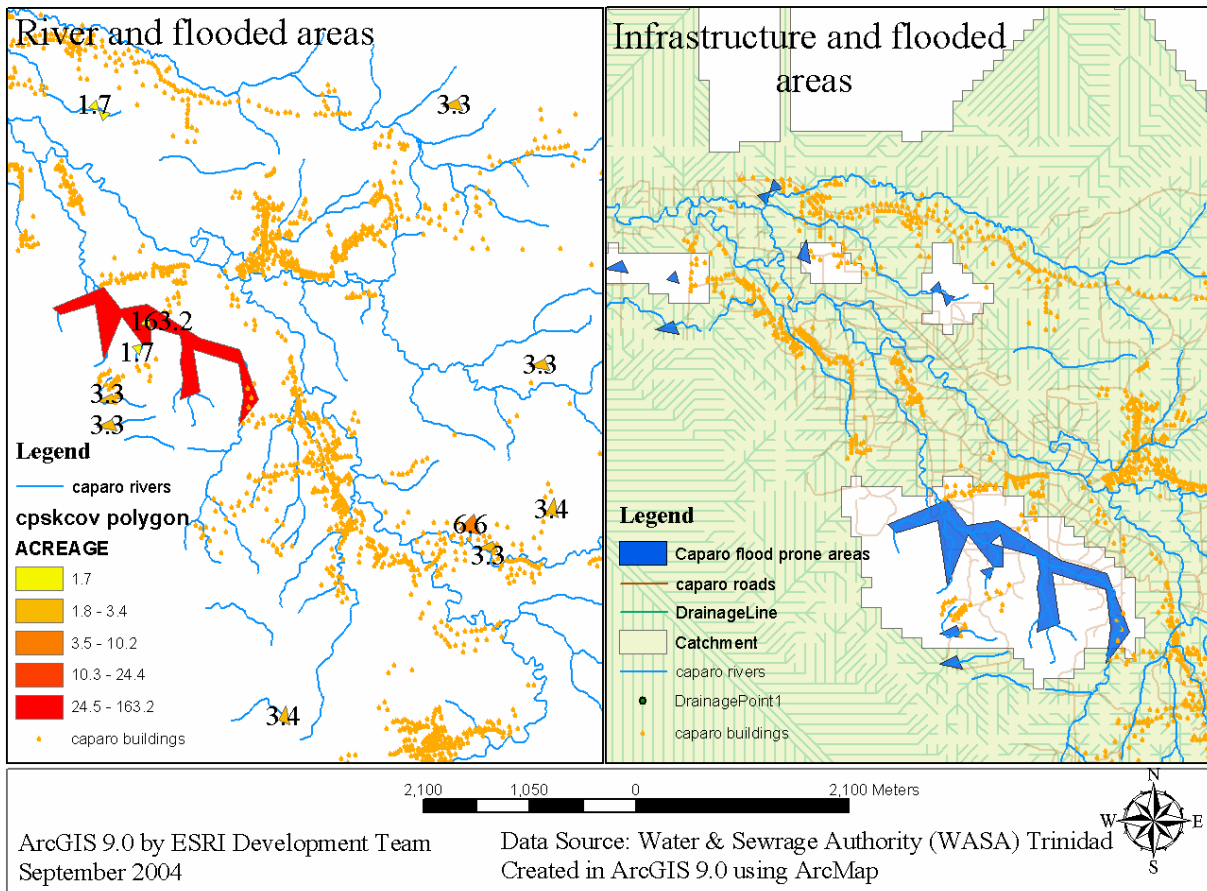 River and flooded areas
1.7
3.3
163.2
1.7
3.3
3.3
3.3
3.4
6.6
3.3
3.4
Legend
caparo rivers
cpskcov polygon
ACREAGE
1.7
1.8 - 3.4
3.5 - 10.2
10.3 - 24.4
24.5 - 163.2
caparo buildings
Infrastructure and flooded
areas
Legend
Caparo flood prone areas
caparo roads
DrainageLine
Catchment
caparo rivers
DrainagePoint1
caparo buildings
2,100 1,050 0 2,100 Meters
N
W E
S
ArcGIS 9.0 by ESRI Development Team
September 2004
Data Source: Water & Sewrage Authority (WASA) Trinidad
Created in ArcGIS 9.0 using ArcMap